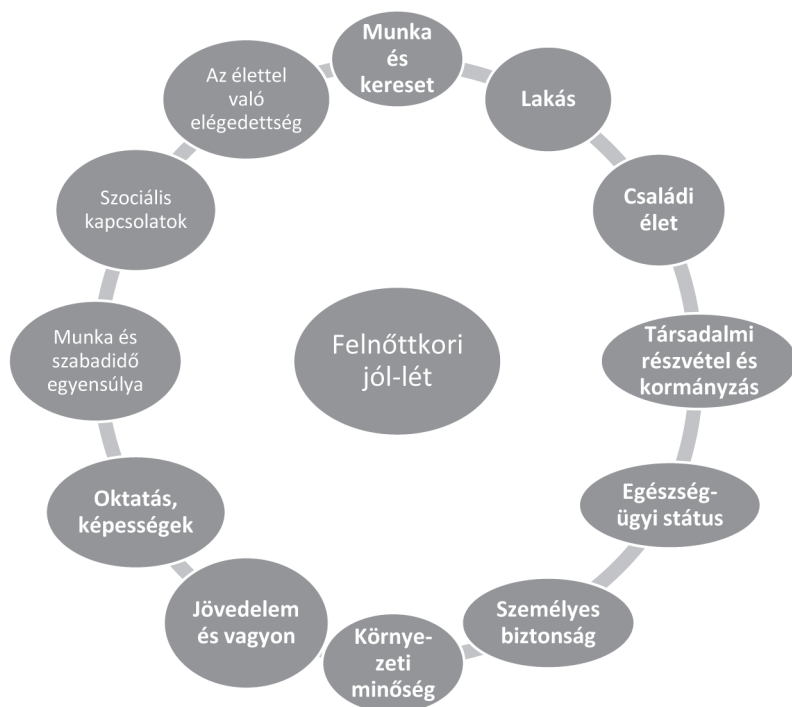 Munka
és
kereset
Lakás
Családi
élet
Társadalmi
részvétel és
kormányzás
Egészség-
ügyi státus
Személyes
biztonság
Környe-
zeti
minőség
Jövedelem
és vagyon
Oktatás,
képességek
Munka és
szabadidő
egyensúlya
Szociális
kapcsolatok
Az élettel
való
elégedettség
Felnőttkori
jól-lét